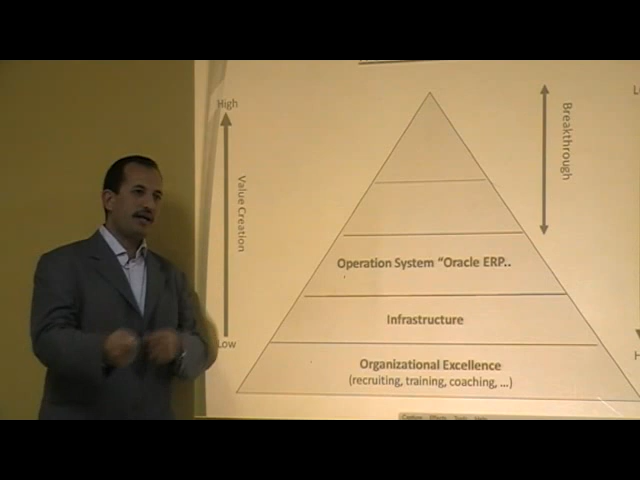 High
Value Creation
Low
Breakthrough
Operation System "Oracle ERP..
Infrastructure
Organizational Excellence
(recruiting, training, coaching, ...)